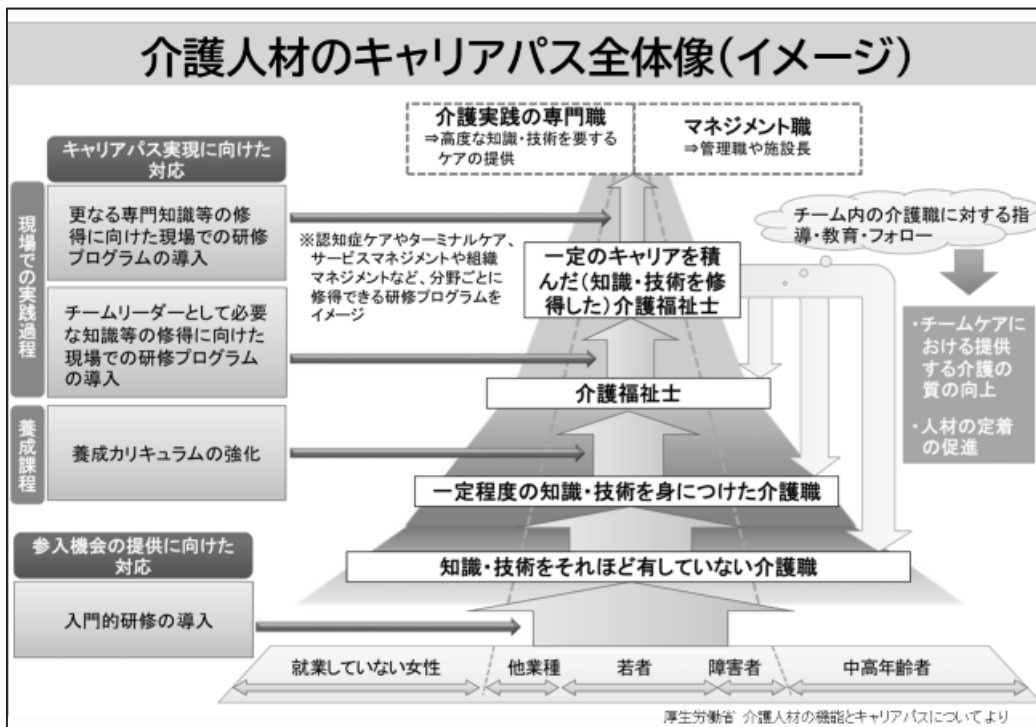 介護人材のキャリアパス全体像(イメージ)
介護実践の専門職
⇒高度な知識・技術を要する
ケアの提供
マネジメント職
⇒管理職や施設長
キャリアパス実現に向けた
対応
現場での実践過程
更なる専門知識等の修
得に向けた現場での研修
プログラムの導入
※認知症ケアやターミナルケア、
サービスマネジメントや組織
マネジメントなど、分野ごとに
修得できる研修プログラムを
イメージ
チームリーダーとして必要
な知識等の修得に向けた
現場での研修プログラム
の導入
養成課程
養成カリキュラムの強化
参入機会の提供に向けた
対応
入門的研修の導入
一定のキャリアを積
んだ(知識・技術を修
得した)介護福祉士
介護福祉士
一定程度の知識・技術を身につけた介護職
知識・技術をそれほど有していない介護職
チーム内の介護職に対する指
導・教育・フォロー
・チームケアに
おける提供
する介護の
質の向上
・人材の定着
の促進
就業していない女性
他業種
若者
障害者
中高年齢者
厚生労働省 介護人材の機能とキャリアパスについてより